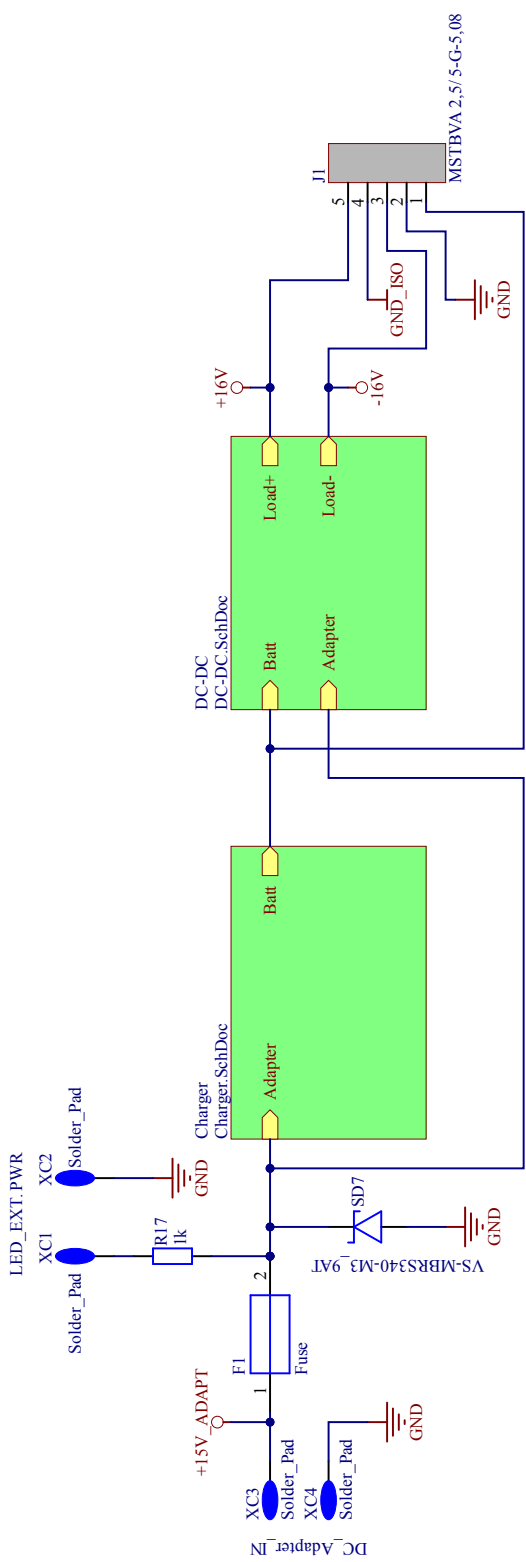 DC_Adapter_IN
XC3
Solder_Pad
XC4
Solder_Pad
GND
+15V_ADAPT
1
F1
Fuse
2
LED_EXT.PWR
XC1
Solder_Pad
R17
1k
XC2
Solder_Pad
GND
SD7
VS-MBRS340-M3_9AT
GND
Charger
Charger.SchDoc
Adapter
Batt
DC-DC
DC-DC.SchDoc
Batt
Adapter
Load+
Load-
+16V
-16V
GND_ISO
GND
J1
5
4
3
2
1
MSTBVA 2,5/ 5-G-5,08